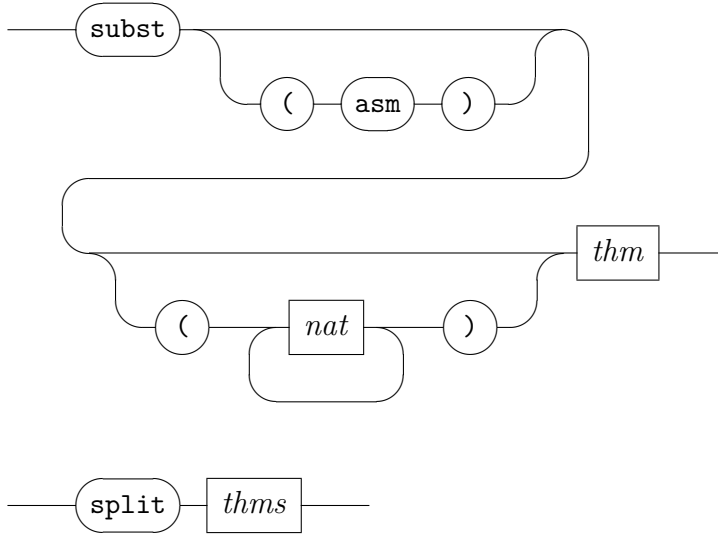 subst
( asm )
thm
( nat )
split thms